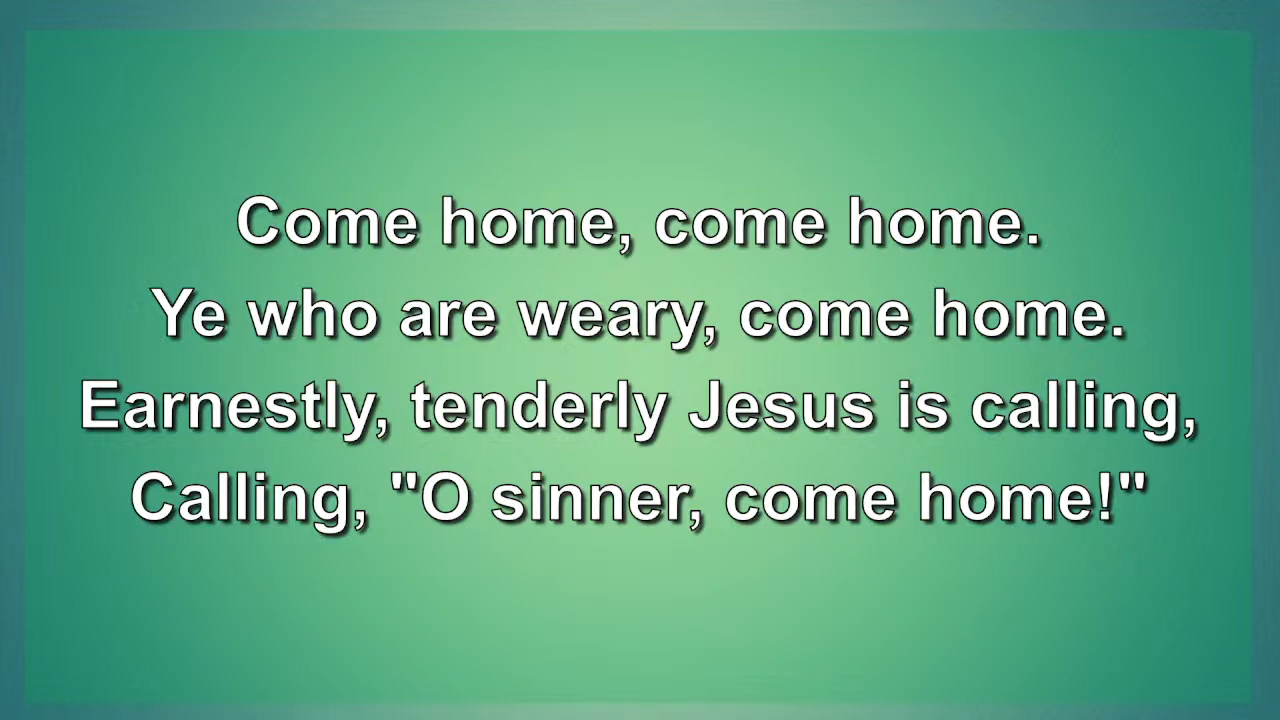 Come home, come home.
Ye who are weary, come home.
Earnestly, tenderly Jesus is calling,
Calling, "O sinner, come home!"